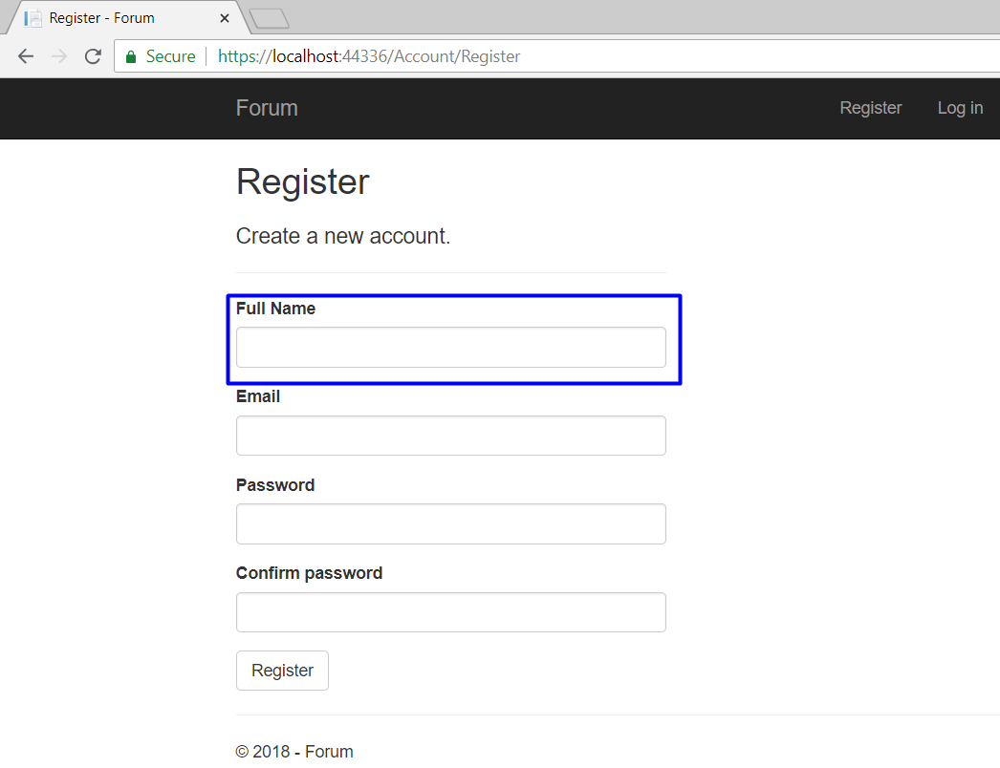 Register - Forum
Secure https://localhost:44336/Account/Register
Forum Register Log in
Register
Create a new account.
Full Name
Email
Password
Confirm password
Register
© 2018 - Forum